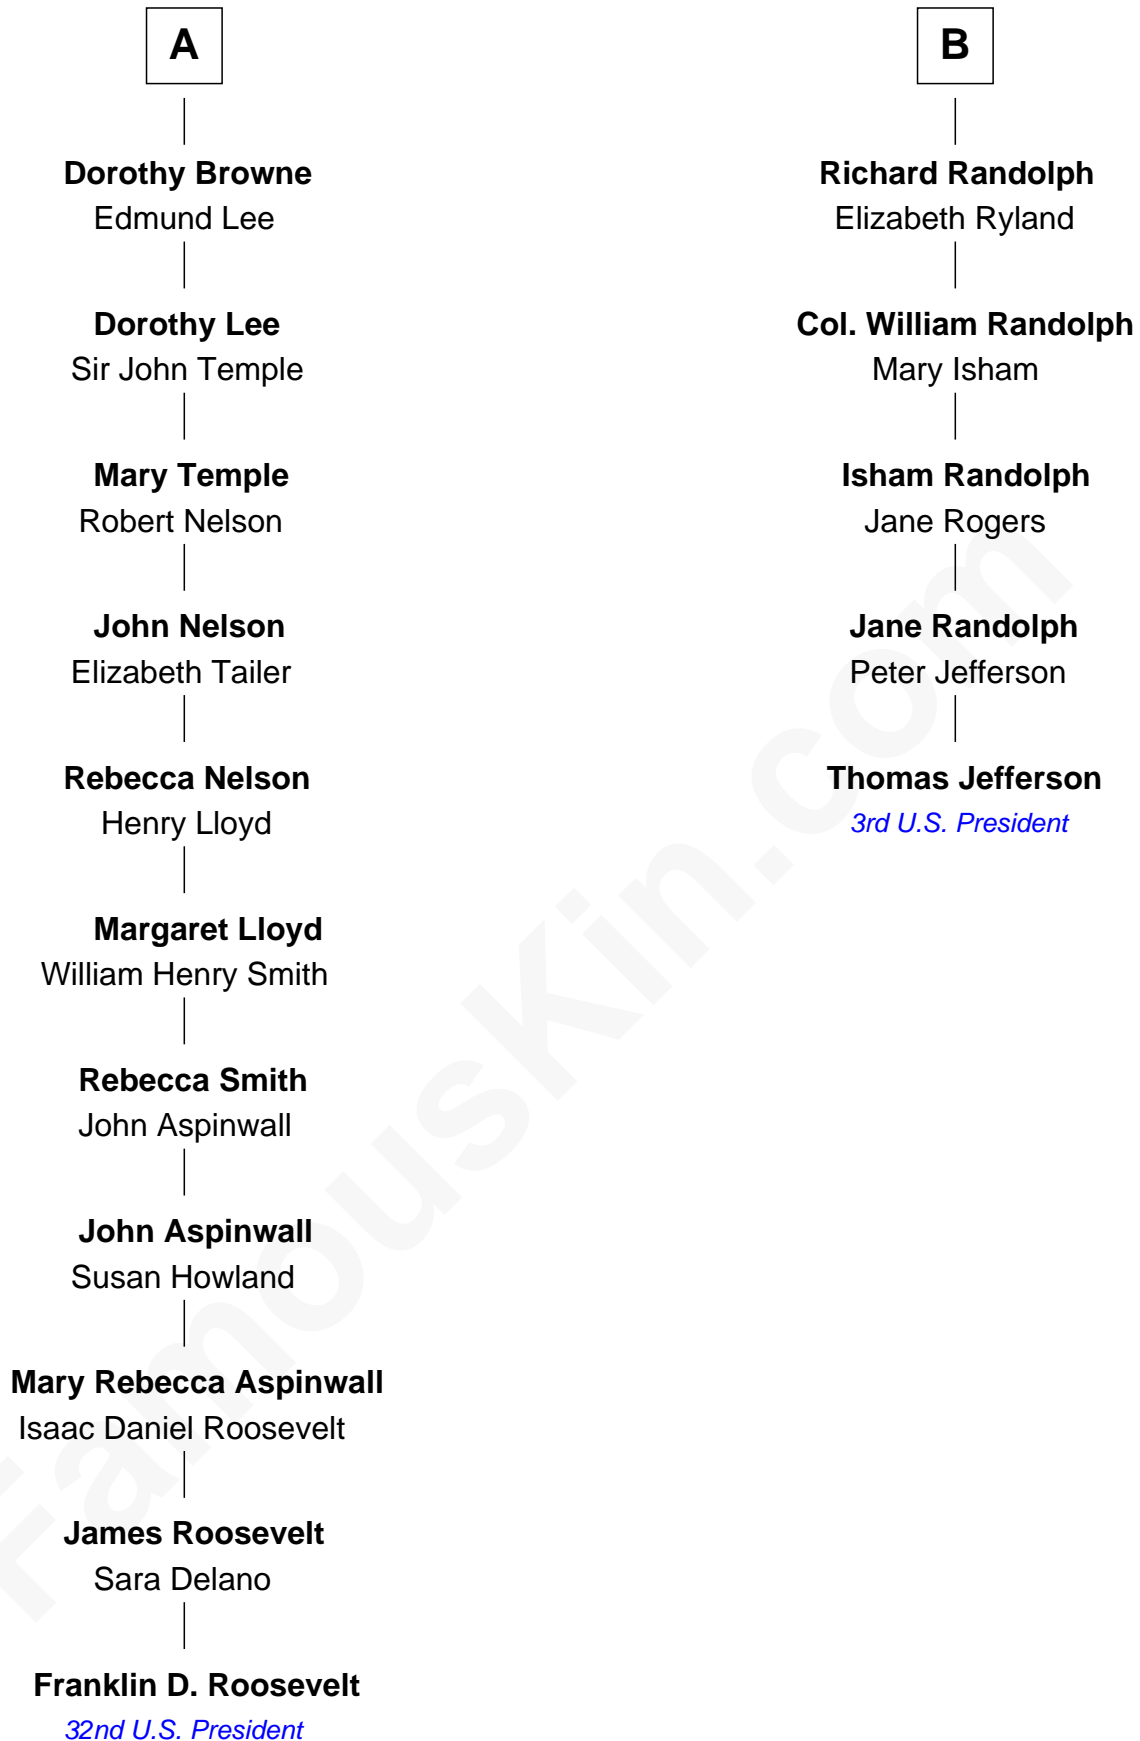 A
Dorothy Browne
Edmund Lee
Dorothy Lee
Sir John Temple
Mary Temple
Robert Nelson
John Nelson
Elizabeth Tailer
Rebecca Nelson
Henry Lloyd
Margaret Lloyd
William Henry Smith
Rebecca Smith
John Aspinwall
John Aspinwall
Susan Howland
Mary Rebecca Aspinwall
Isaac Daniel Roosevelt
James Roosevelt
Sara Delano
Franklin D. Roosevelt
32nd U.S. President
B
Richard Randolph
Elizabeth Ryland
Col. William Randolph
Mary Isham
Isham Randolph
Jane Rogers
Jane Randolph
Peter Jefferson
Thomas Jefferson
3rd U.S. President
FamousKin.com